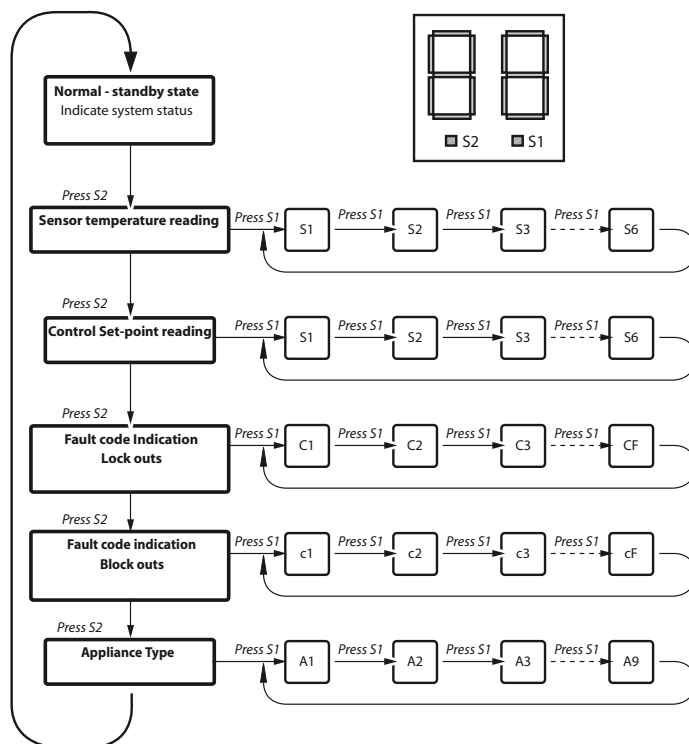 Normal - standby state
Indicate system status
S2 S1
Press S2
Sensor temperature reading
Press S1 S1 Press S1 S2 Press S1 S3 Press S1 S6
Press S2
Control Set-point reading
Press S1 S1 Press S1 S2 Press S1 S3 Press S1 S6
Press S2
Fault code Indication
Lock outs
Press S1 C1 Press S1 C2 Press S1 C3 Press S1 CF
Press S2
Fault code indication
Block outs
Press S1 c1 Press S1 c2 Press S1 c3 Press S1 cF
Press S2
Appliance Type
Press S1 A1 Press S1 A2 Press S1 A3 Press S1 A9